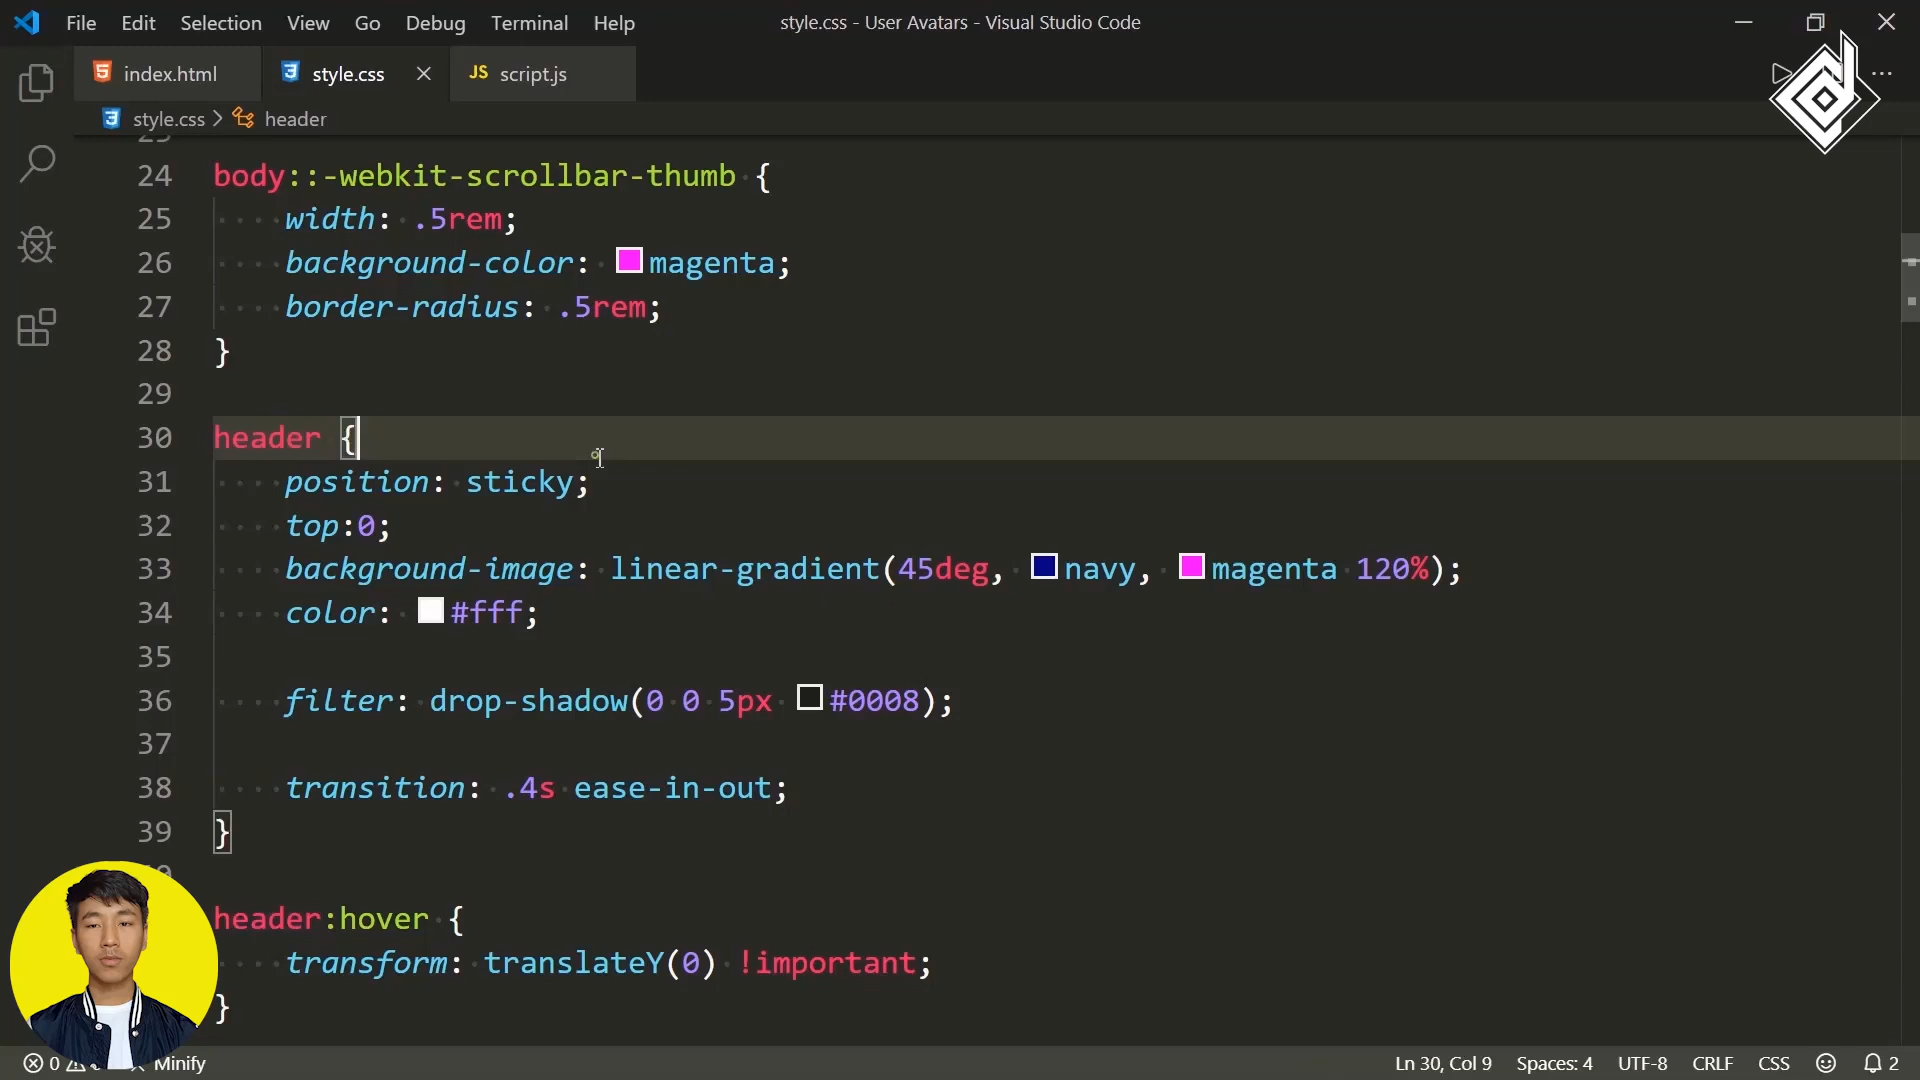 File Edit Selection View Go Debug Terminal Help style.css - User Avatars - Visual Studio Code
index.html style.css JS script.js
style.css > header
24 body::-webkit-scrollbar-thumb {
25 width: .5rem;
26 background-color: magenta;
27 border-radius: .5rem;
28 }
29
30 header {
31 position: sticky;
32 top:0;
33 background-image: linear-gradient(45deg, navy, magenta 120%);
34 color: #fff;
35
36 filter: drop-shadow(0 0 5px #0008);
37
38 transition: .4s ease-in-out;
39 }
header:hover {
transform: translateY(0) !important;
}
0 Minify Ln 30, Col 9 Spaces: 4 UTF-8 CRLF CSS 2